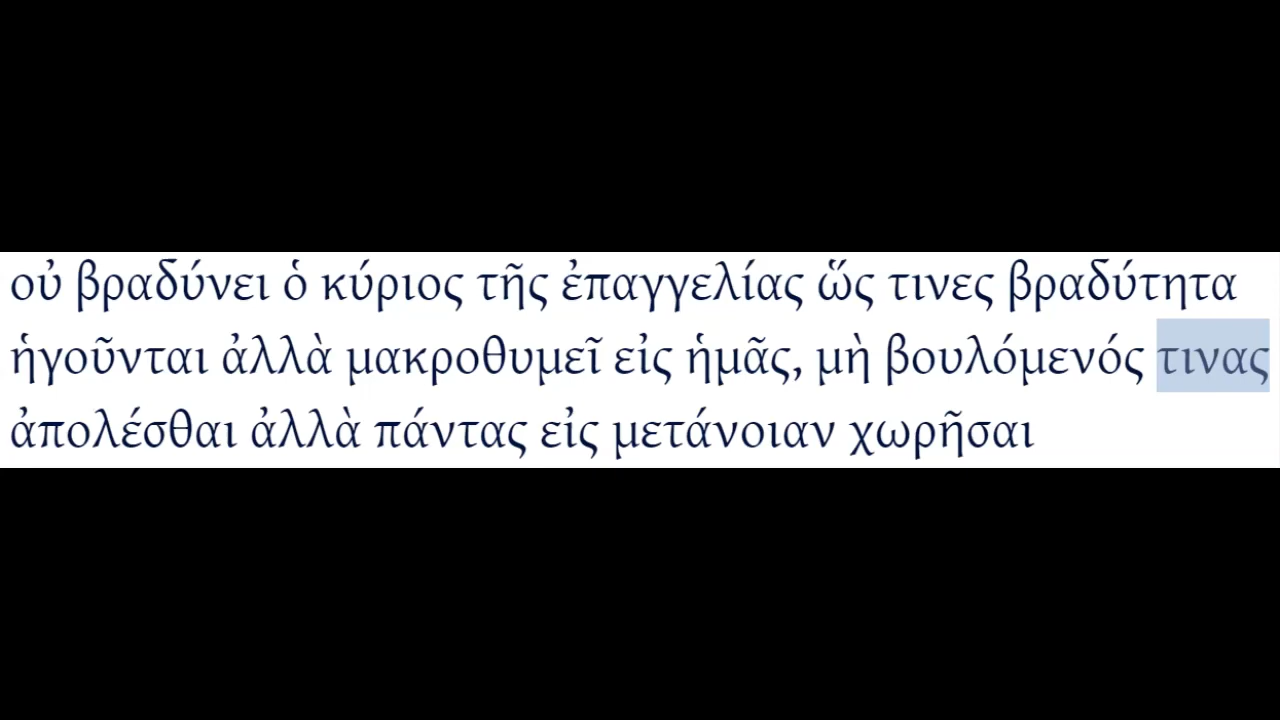 οὐ βραδύνει ὁ κύριος τῆς ἐπαγγελίας ὥς τινες βραδύτητα
ἡγοῦνται ἀλλὰ μακροθυμεῖ εἰς ἡμᾶς, μὴ βουλόμενός τινας
ἀπολέσθαι ἀλλὰ πάντας εἰς μετάνοιαν χωρῆσαι